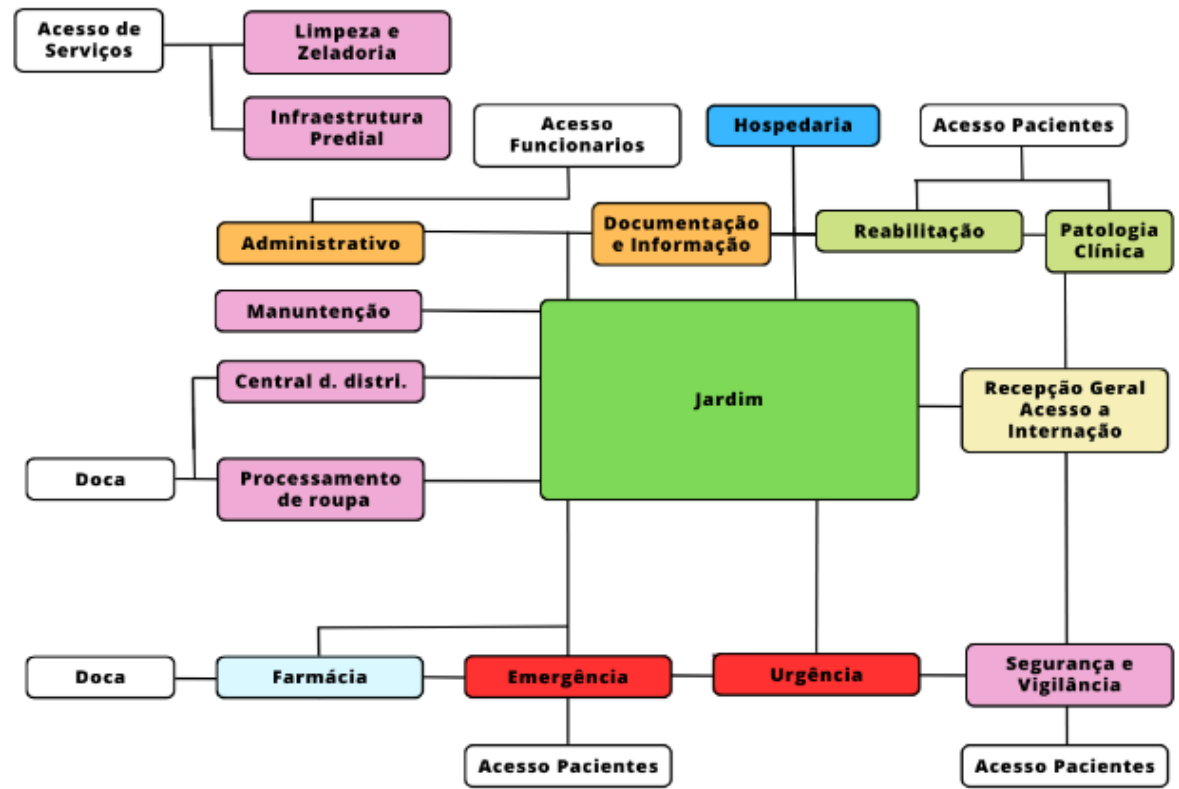 Acesso de
Serviços
Limpeza e
Zeladoria
Infraestrutura
Predial
Acesso
Funcionarios
Hospedaria
Acesso Pacientes
Administrativo
Documentação
e Informação
Reabilitação
Patologia
Clínica
Manuntenção
Central d. distri.
Jardim
Recepção Geral
Acesso a
Internação
Doca
Processamento
de roupa
Doca
Farmácia
Emergência
Urgência
Segurança e
Vigilância
Acesso Pacientes
Acesso Pacientes